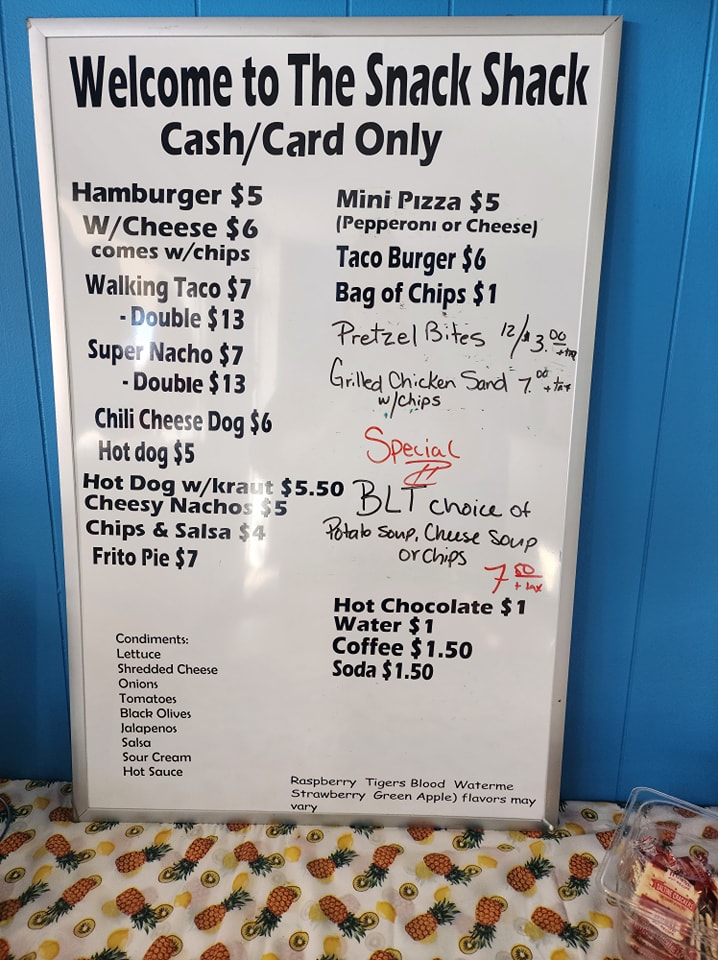 Welcome to The Snack Shack
Cash/Card Only
Hamburger $5
W/Cheese $6
comes w/chips
Walking Taco $7
- Double $13
Super Nacho $7
- Double $13
Chili Cheese Dog $6
Hot dog $5
Hot Dog w/kraut $5.50
Cheesy Nachos $5
Chips & Salsa $4
Frito Pie $7
Condiments:
Lettuce
Shredded Cheese
Onions
Tomatoes
Black Olives
Jalapenos
Salsa
Sour Cream
Hot Sauce
Mini Pizza $5
(Pepperoni or Cheese)
Taco Burger $6
Bag of Chips $1
Pretzel Bites 12/$3.00 + tax
Grilled Chicken Sand 7.00 + tax
w/chips
Special
BLT choice of
Potato soup, Cheese soup
or chips
7 50 + tax
Hot Chocolate $1
Water $1
Coffee $1.50
Soda $1.50
Raspberry Tigers Blood Waterme
Strawberry Green Apple) flavors may
vary